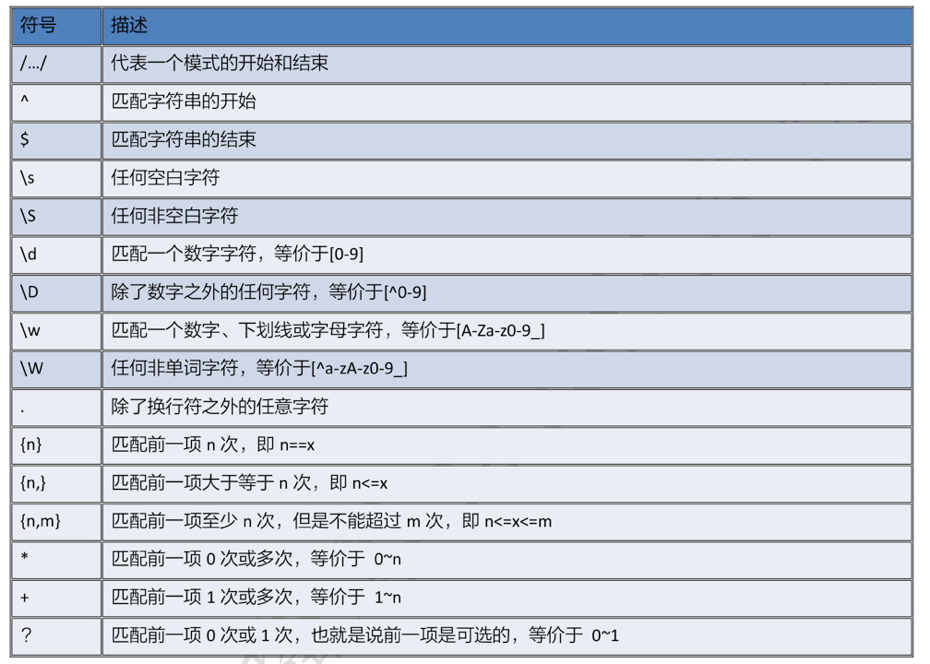 符号 描述
/.../ 代表一个模式的开始和结束
^ 匹配字符串的开始
$ 匹配字符串的结束
\s 任何空白字符
\S 任何非空白字符
\d 匹配一个数字字符，等价于[0-9]
\D 除了数字之外的任何字符，等价于[^0-9]
\w 匹配一个数字、下划线或字母字符，等价于[A-Za-z0-9_]
\W 任何非单词字符，等价于[^a-zA-z0-9_]
. 除了换行符之外的任意字符
{n} 匹配前一项 n 次，即 n==x
{n,} 匹配前一项大于等于 n 次，即 n<=x
{n,m} 匹配前一项至少 n 次，但是不能超过 m 次，即 n<=x<=m
* 匹配前一项 0 次或多次，等价于 0~n
+ 匹配前一项 1 次或多次，等价于 1~n
? 匹配前一项 0 次或 1 次，也就是说前一项是可选的，等价于 0~1